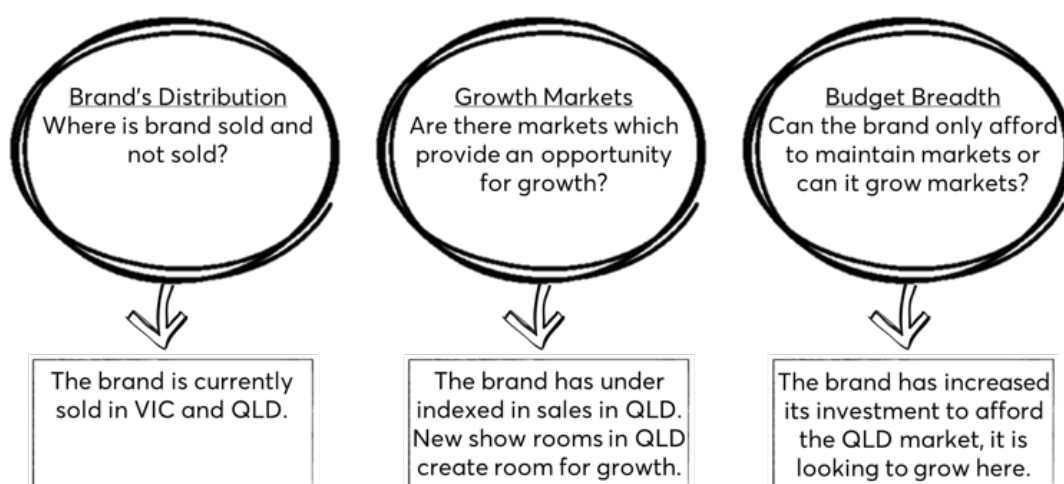 Brand's Distribution
Where is brand sold and
not sold?
Growth Markets
Are there markets which
provide an opportunity
for growth?
Budget Breadth
Can the brand only afford
to maintain markets or
can it grow markets?
The brand is currently
sold in VIC and QLD.
The brand has under
indexed in sales in QLD.
New show rooms in QLD
create room for growth.
The brand has increased
its investment to afford
the QLD market, it is
looking to grow here.